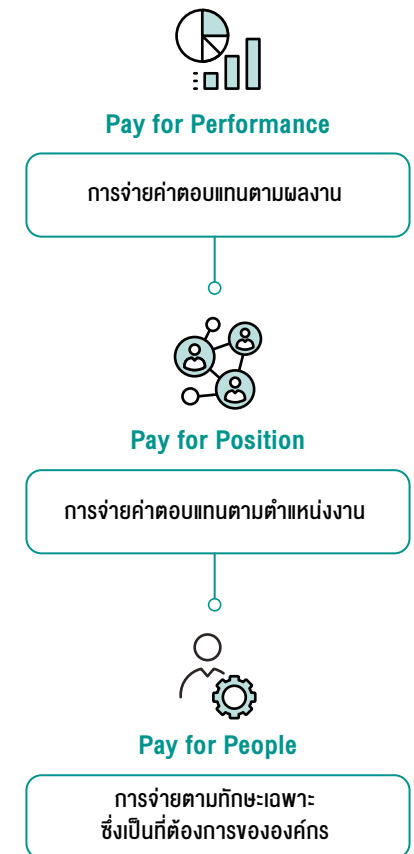 Pay for Performance
การจ่ายค่าตอบแทนตามผลงาน
Pay for Position
การจ่ายค่าตอบแทนตามตำแหน่งงาน
Pay for People
การจ่ายตามทักษะเฉพาะ
ซึ่งเป็นที่ต้องการขององค์กร